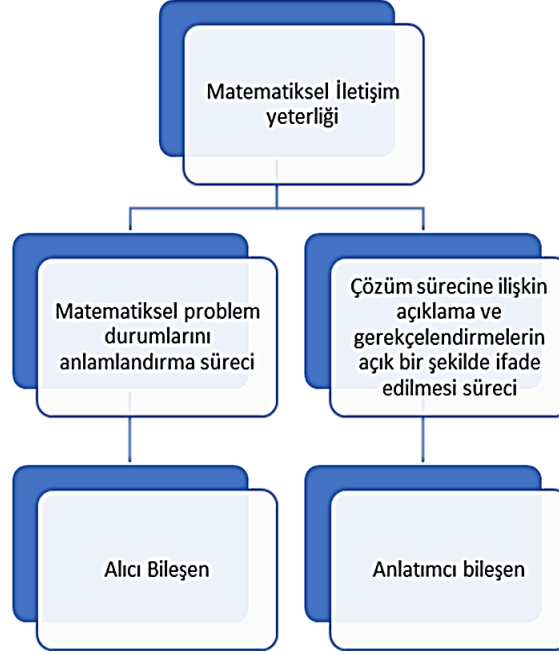 Matematiksel İletişim
yeterliği
Matematiksel problem
durumlarını
anlamlandırma süreci
Çözüm sürecine ilişkin
açıklama ve
gerekçelendirmelerin
açık bir şekilde ifade
edilmesi süreci
Alıcı Bileşen
Anlatımcı bileşen